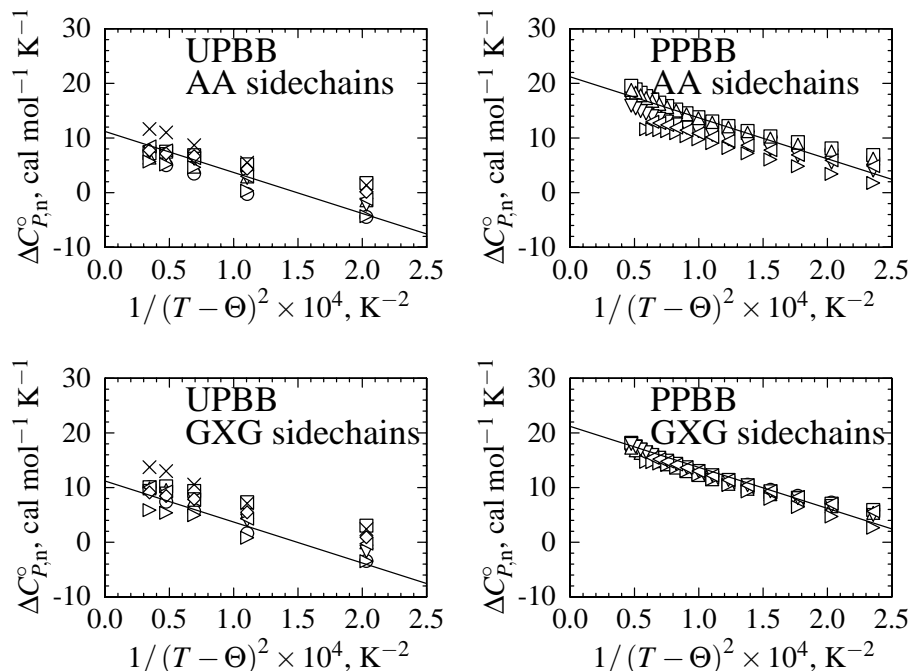 30
20
10
0
-10
ΔC°P,n, cal mol−1 K−1
UPBB
AA sidechains
0.0 0.5 1.0 1.5 2.0 2.5
1/(T − Θ)2 × 104, K−2
30
20
10
0
-10
ΔC°P,n, cal mol−1 K−1
PPBB
AA sidechains
0.0 0.5 1.0 1.5 2.0 2.5
1/(T − Θ)2 × 104, K−2
30
20
10
0
-10
ΔC°P,n, cal mol−1 K−1
UPBB
GXG sidechains
0.0 0.5 1.0 1.5 2.0 2.5
1/(T − Θ)2 × 104, K−2
30
20
10
0
-10
ΔC°P,n, cal mol−1 K−1
PPBB
GXG sidechains
0.0 0.5 1.0 1.5 2.0 2.5
1/(T − Θ)2 × 104, K−2